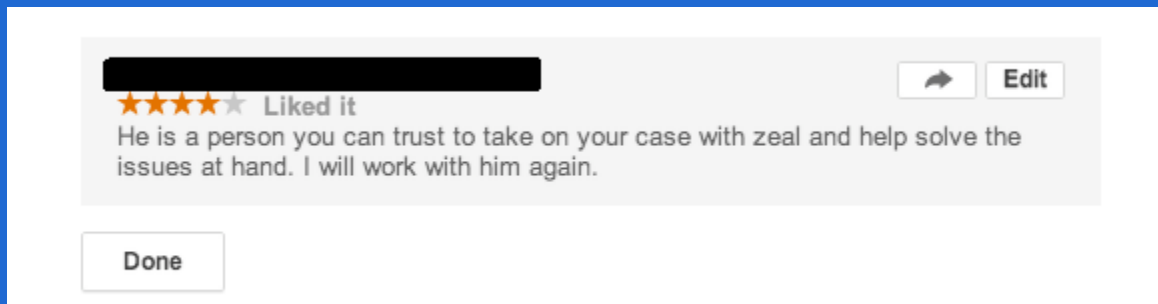 Edit
Liked it
He is a person you can trust to take on your case with zeal and help solve the
issues at hand. I will work with him again.
Done